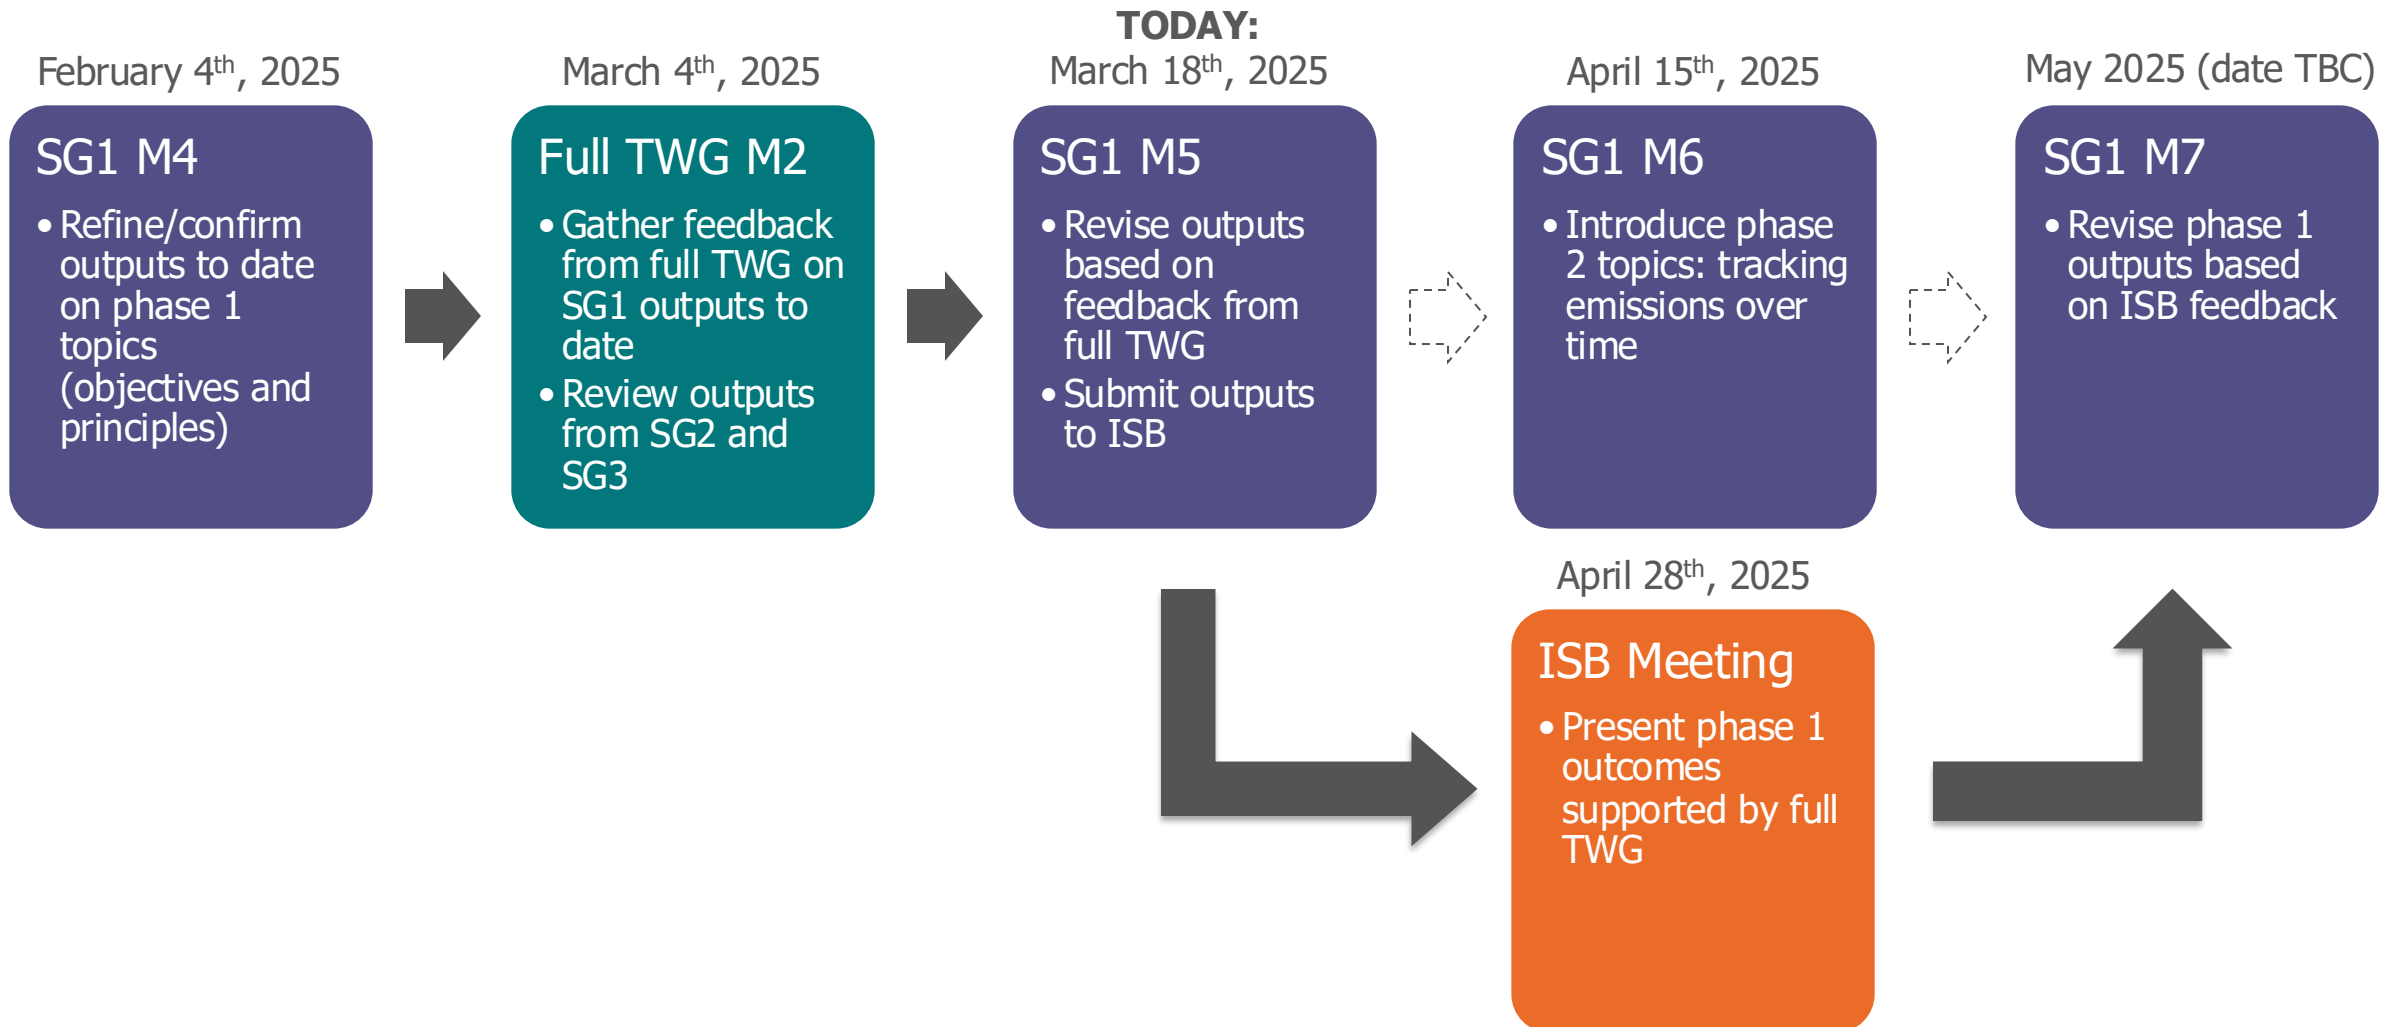 February 4th, 2025
SG1 M4
• Refine/confirm
outputs to date
on phase 1
topics
(objectives and
principles)
March 4th, 2025
Full TWG M2
• Gather feedback
from full TWG on
SG1 outputs to
date
• Review outputs
from SG2 and
SG3
TODAY:
March 18th, 2025
SG1 M5
• Revise outputs
based on
feedback from
full TWG
• Submit outputs
to ISB
April 15th, 2025
SG1 M6
• Introduce phase
2 topics: tracking
emissions over
time
May 2025 (date TBC)
SG1 M7
• Revise phase 1
outputs based
on ISB feedback
April 28th, 2025
ISB Meeting
• Present phase 1
outcomes
supported by full
TWG